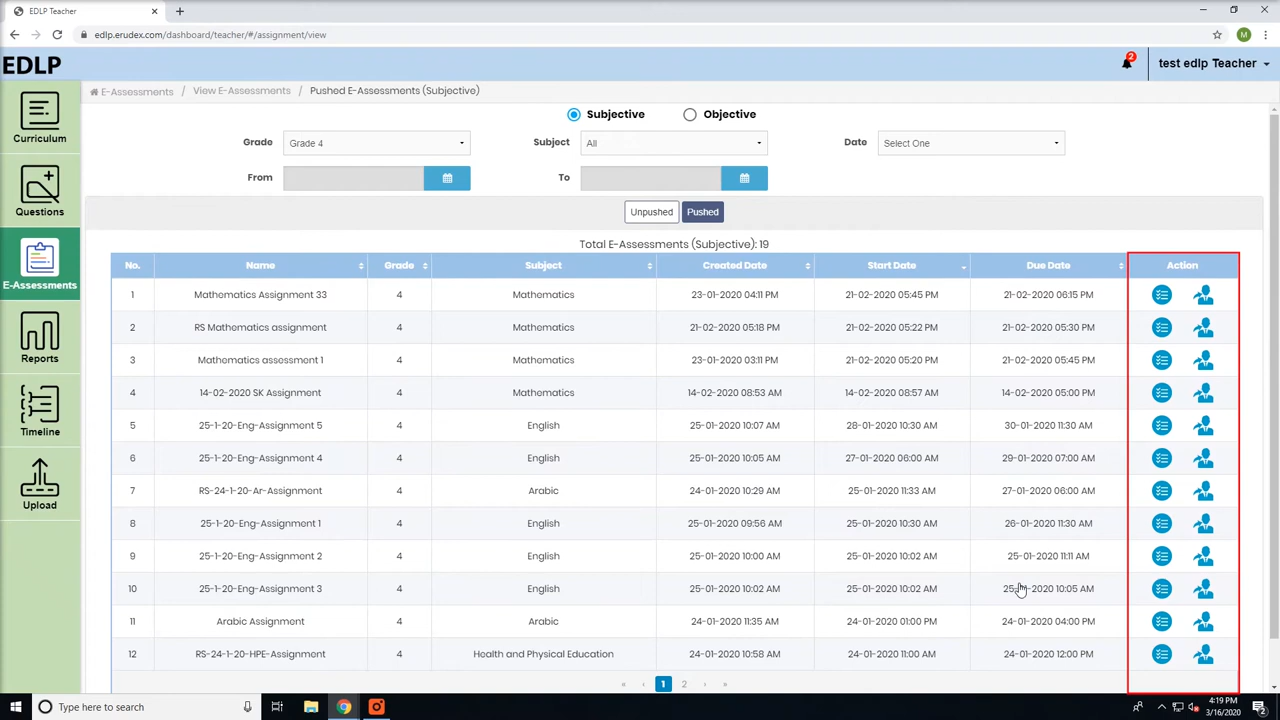 EDLP Teacher
edlp.erudex.com/dashboard/teacher/#/assignment/view
M
EDLP
2
test edlp Teacher
E-Assessments
View E-Assessments
Pushed E-Assessments (Subjective)
Subjective
Objective
Grade
Grade 4
Subject
All
Date
Select One
From
To
Unpushed
Pushed
Total E-Assessments (Subjective): 19
Curriculum
Questions
E-Assessments
Reports
Timeline
Upload
No. Name Grade Subject Created Date Start Date Due Date Action
1 Mathematics Assignment 33 4 Mathematics 23-01-2020 04:11 PM 21-02-2020 05:45 PM 21-02-2020 06:15 PM
2 RS Mathematics assignment 4 Mathematics 21-02-2020 05:18 PM 21-02-2020 05:22 PM 21-02-2020 05:30 PM
3 Mathematics assessment 1 4 Mathematics 23-01-2020 03:11 PM 21-02-2020 05:20 PM 21-02-2020 05:45 PM
4 14-02-2020 SK Assignment 4 Mathematics 14-02-2020 08:53 AM 14-02-2020 08:57 AM 14-02-2020 05:00 PM
5 25-1-20-Eng-Assignment 5 4 English 25-01-2020 10:07 AM 28-01-2020 10:30 AM 30-01-2020 11:30 AM
6 25-1-20-Eng-Assignment 4 4 English 25-01-2020 10:05 AM 27-01-2020 06:00 AM 29-01-2020 07:00 AM
7 RS-24-1-20-Ar-Assignment 4 Arabic 24-01-2020 10:29 AM 25-01-2020 11:33 AM 27-01-2020 06:00 AM
8 25-1-20-Eng-Assignment 1 4 English 25-01-2020 09:56 AM 25-01-2020 10:30 AM 26-01-2020 11:30 AM
9 25-1-20-Eng-Assignment 2 4 English 25-01-2020 10:00 AM 25-01-2020 10:02 AM 25-01-2020 11:11 AM
10 25-1-20-Eng-Assignment 3 4 English 25-01-2020 10:02 AM 25-01-2020 10:02 AM 25-01-2020 10:05 AM
11 Arabic Assignment 4 Arabic 24-01-2020 11:35 AM 24-01-2020 01:00 PM 24-01-2020 04:00 PM
12 RS-24-1-20-HPE-Assignment 4 Health and Physical Education 24-01-2020 10:58 AM 24-01-2020 11:00 AM 24-01-2020 12:00 PM
« ‹ 1 2 › »
Type here to search
4:19 PM
3/16/2020
2